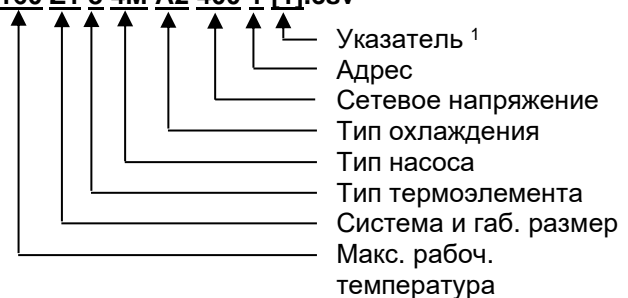 Указатель ¹
Адрес
Сетевое напряжение
Тип охлаждения
Тип насоса
Тип термоэлемента
Система и габ. размер
Макс. рабоч.
температура